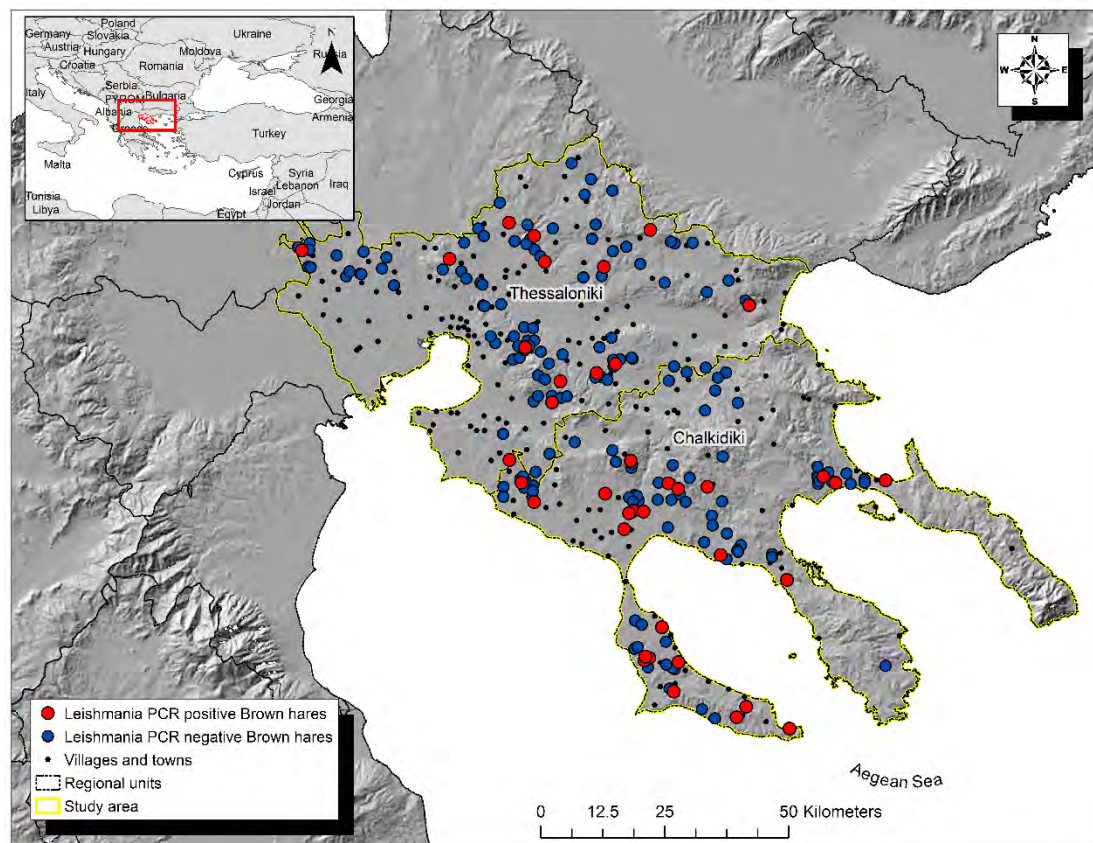 Poland
Germany
Slovakia
Ukraine
Austria
Hungary
Moldova
Russia
Croatia
Romania
Serbia
Italy
FYROM
Bulgaria
Georgia
Albania
Armenia
Greece
Turkey
Malta
Cyprus
Syria
Lebanon
Iraq
Tunisia
Israel
Jordan
Libya
Egypt
N
N
W
E
S
Thessaloniki
Chalkidiki
Aegean Sea
Leishmania PCR positive Brown hares
Leishmania PCR negative Brown hares
Villages and towns
Regional units
Study area
0 12.5 25 50 Kilometers